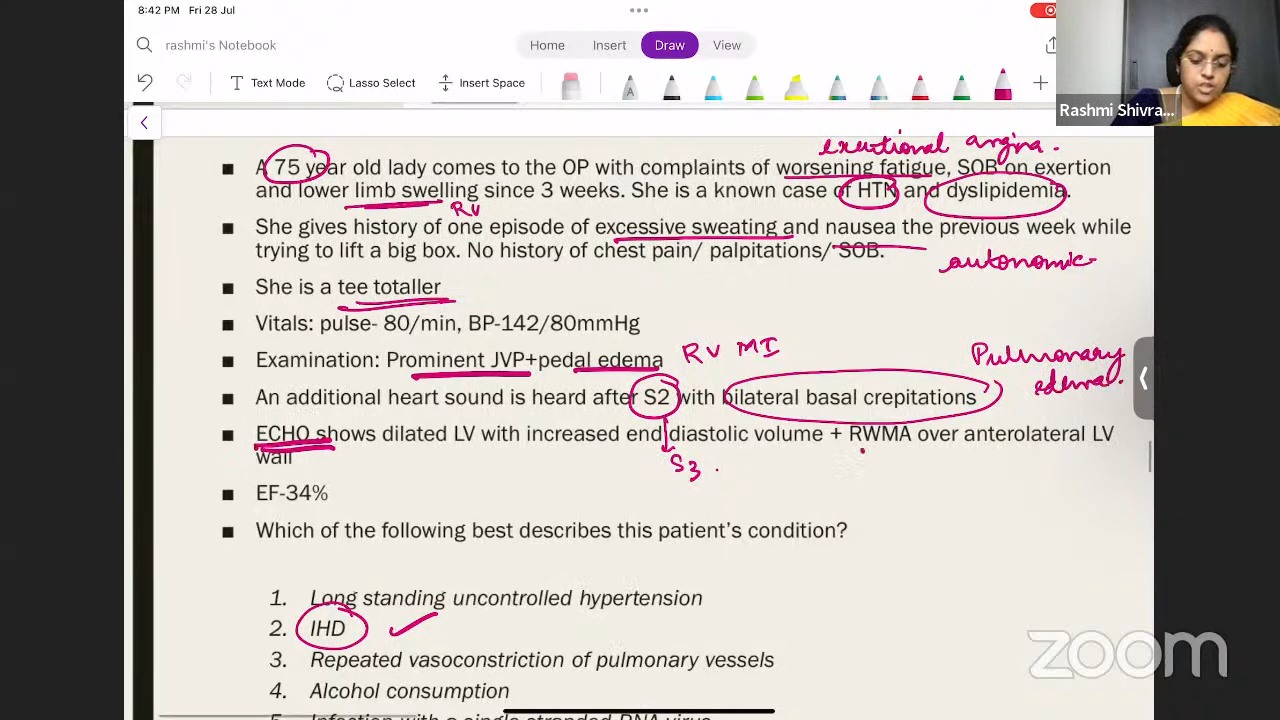 8:42 PM Fri 28 Jul
rashmi's Notebook
Home Insert Draw View
Text Mode Lasso Select Insert Space
A
Rashmi Shivra...
exertional angina.
A 75 year old lady comes to the OP with complaints of worsening fatigue, SOB on exertion
and lower limb swelling since 3 weeks. She is a known case of HTN and dyslipidemia.
RV
She gives history of one episode of excessive sweating and nausea the previous week while
trying to lift a big box. No history of chest pain/ palpitations/ SOB.
autonomic
She is a tee totaller
Vitals: pulse- 80/min, BP-142/80mmHg
RV MI
Examination: Prominent JVP+pedal edema
Pulmonary
edema.
An additional heart sound is heard after S2 with bilateral basal crepitations
ECHO shows dilated LV with increased end diastolic volume + RWMA over anterolateral LV
wall
S3
EF-34%
Which of the following best describes this patient's condition?
1. Long standing uncontrolled hypertension
2. IHD
3. Repeated vasoconstriction of pulmonary vessels
4. Alcohol consumption
5. Infection with a single stranded RNA virus
zoom